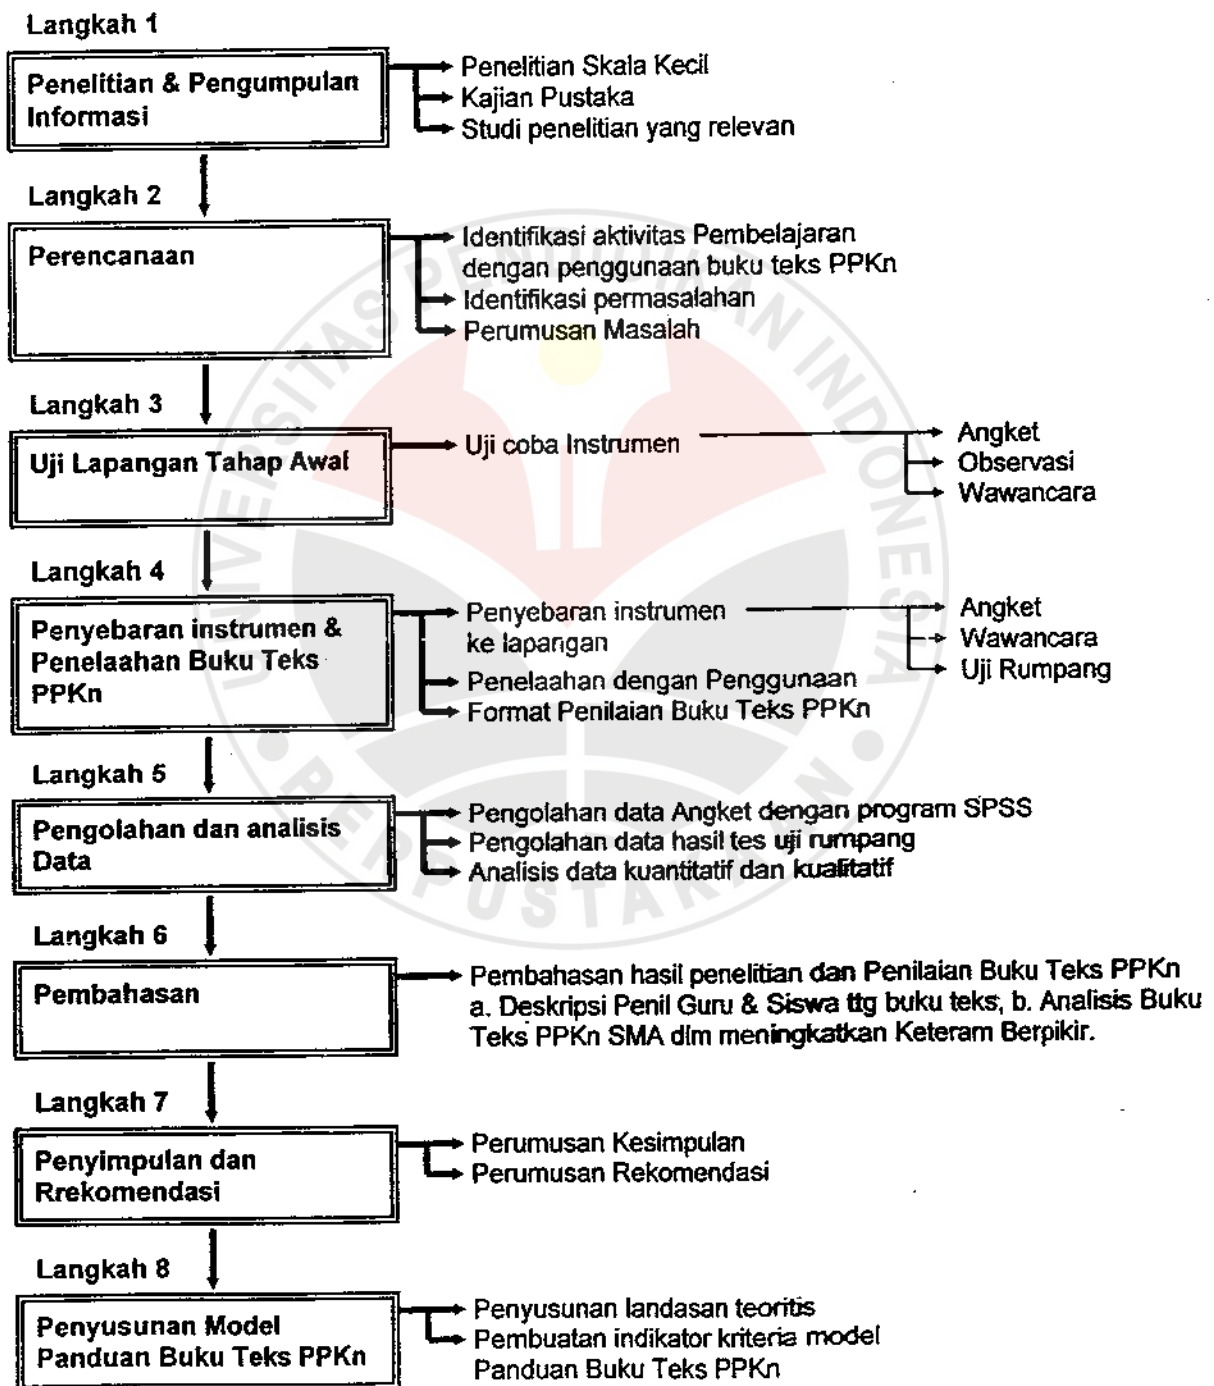 Langkah 1
Penelitian & Pengumpulan
Informasi
Penelitian Skala Kecil
Kajian Pustaka
Studi penelitian yang relevan
Langkah 2
Perencanaan
Identifikasi aktivitas Pembelajaran
dengan penggunaan buku teks PPKn
Identifikasi permasalahan
Perumusan Masalah
Langkah 3
Uji Lapangan Tahap Awal
Uji coba Instrumen
Angket
Observasi
Wawancara
Langkah 4
Penyebaran instrumen &
Penelaahan Buku Teks
PPKn
Penyebaran instrumen
ke lapangan
Penelaahan dengan Penggunaan
Format Penilaian Buku Teks PPKn
Angket
Wawancara
Uji Rumpang
Langkah 5
Pengolahan dan analisis
Data
Pengolahan data Angket dengan program SPSS
Pengolahan data hasil tes uji rumpang
Analisis data kuantitatif dan kualitatif
Langkah 6
Pembahasan
Pembahasan hasil penelitian dan Penilaian Buku Teks PPKn
a. Deskripsi Penil Guru & Siswa ttg buku teks, b. Analisis Buku
Teks PPKn SMA dlm meningkatkan Keteram Berpikir.
Langkah 7
Penyimpulan dan
Rrekomendasi
Perumusan Kesimpulan
Perumusan Rekomendasi
Langkah 8
Penyusunan Model
Panduan Buku Teks PPKn
Penyusunan landasan teoritis
Pembuatan indikator kriteria model
Panduan Buku Teks PPKn
UNIVERSITAS PENDIDIKAN INDONESIA
PERPUSTAKAAN